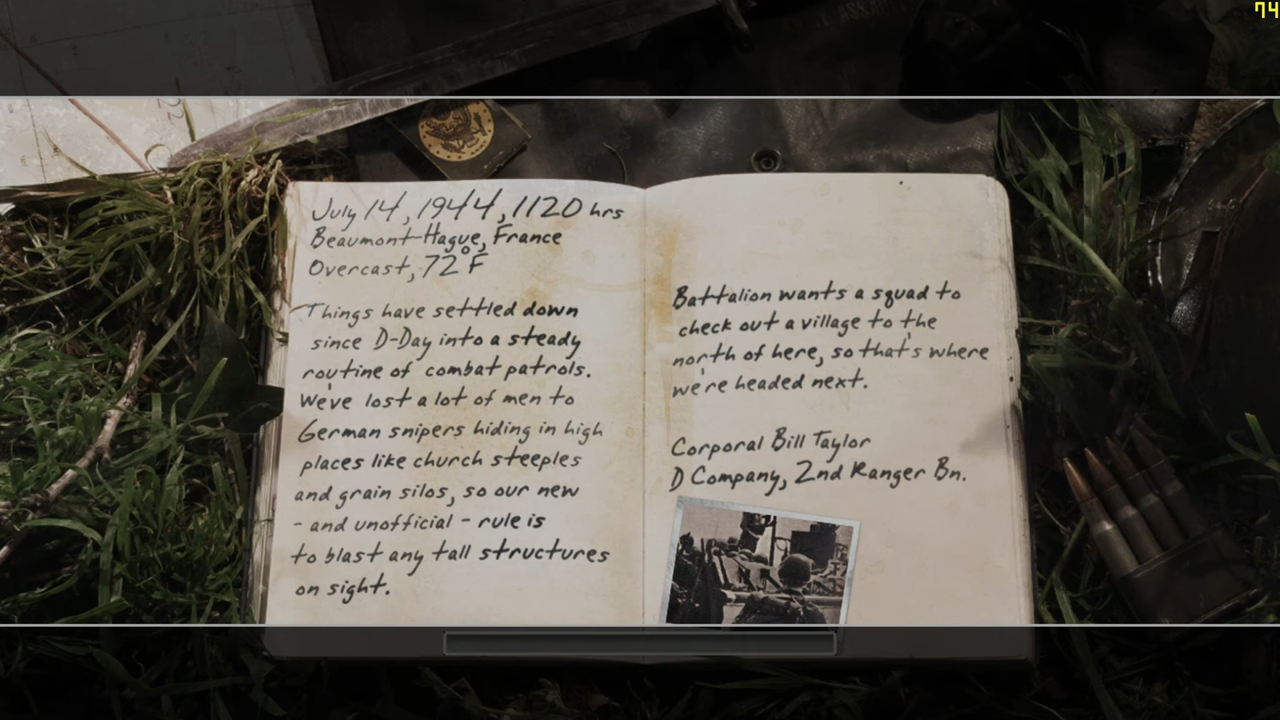 74
July 14, 1944, 1120 hrs
Beaumont-Hague, France
Overcast, 72°F
Things have settled down
since D-Day into a steady
routine of combat patrols.
We've lost a lot of men to
German snipers hiding in high
places like church steeples
and grain silos, so our new
- and unofficial - rule is
to blast any tall structures
on sight.
Battalion wants a squad to
check out a village to the
north of here, so that's where
we're headed next.
Corporal Bill Taylor
D Company, 2nd Ranger Bn.